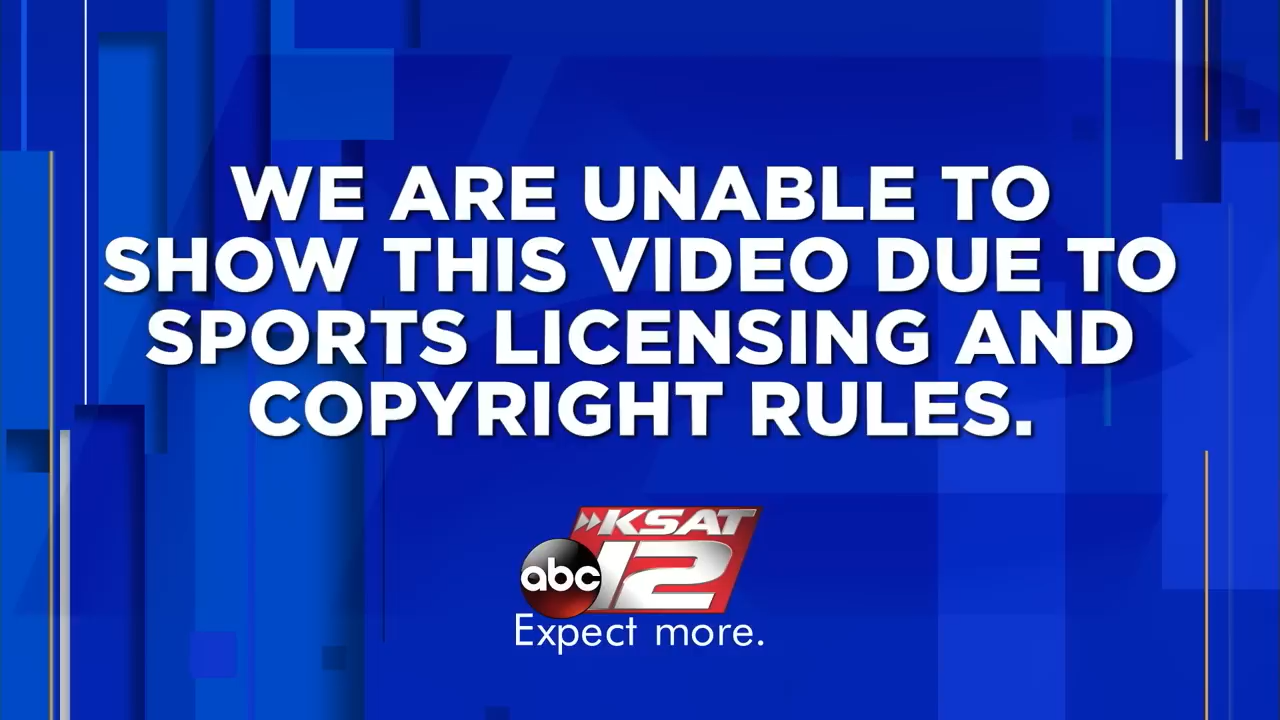 WE ARE UNABLE TO
SHOW THIS VIDEO DUE TO
SPORTS LICENSING AND
COPYRIGHT RULES.
KSAT
abc 12
Expect more.